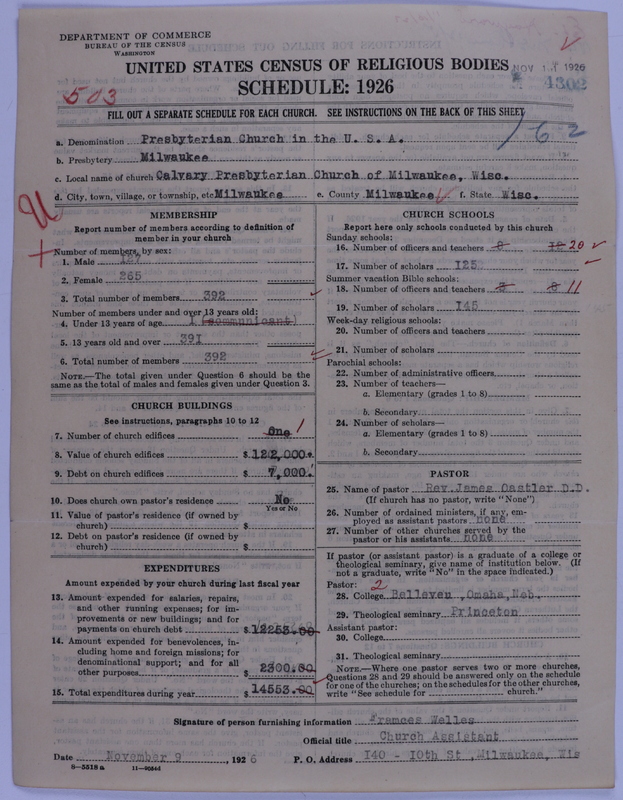 DEPARTMENT OF COMMERCE
BUREAU OF THE CENSUS
WASHINGTON
UNITED STATES CENSUS OF RELIGIOUS BODIES
NOV 1 1926
SCHEDULE: 1926
4302
503
FILL OUT A SEPARATE SCHEDULE FOR EACH CHURCH. SEE INSTRUCTIONS ON THE BACK OF THIS SHEET
162
a. Denomination Presbyterian Church in the U. S. A.
b. Presbytery Milwaukee
c. Local name of church Calvary Presbyterian Church of Milwaukee, Wisc.
d. City, town, village, or township, etc Milwaukee e. County Milwaukee f. State Wisc.
MEMBERSHIP
Report number of members according to definition of member in your church
Number of members, by sex:
1. Male 127
2. Female 265
3. Total number of members 392
Number of members under and over 13 years old:
4. Under 13 years of age 1 (communicant)
5. 13 years old and over 391
6. Total number of members 392
NOTE.—The total given under Question 6 should be the same as the total of males and females given under Question 3.
CHURCH BUILDINGS
See instructions, paragraphs 10 to 12
7. Number of church edifices One 1
8. Value of church edifices $ 122,000.
9. Debt on church edifices $ 7,000.
10. Does church own pastor's residence No
Yes or No
11. Value of pastor's residence (if owned by church) $
12. Debt on pastor's residence (if owned by church) $
EXPENDITURES
Amount expended by your church during last fiscal year
13. Amount expended for salaries, repairs, and other running expenses; for improvements or new buildings; and for payments on church debt $ 12253.00
14. Amount expended for benevolences, including home and foreign missions; for denominational support; and for all other purposes $ 2300.00
15. Total expenditures during year $ 14553.00
CHURCH SCHOOLS
Report here only schools conducted by this church
Sunday schools:
16. Number of officers and teachers 8 20
17. Number of scholars 125
Summer vacation Bible schools:
18. Number of officers and teachers 8 8 11
19. Number of scholars 145
Week-day religious schools:
20. Number of officers and teachers
21. Number of scholars
Parochial schools:
22. Number of administrative officers
23. Number of teachers—
a. Elementary (grades 1 to 8)
b. Secondary
24. Number of scholars—
a. Elementary (grades 1 to 8)
b. Secondary
PASTOR
25. Name of pastor Rev. James Oastler D.D.
(If church has no pastor, write "None")
26. Number of ordained ministers, if any, employed as assistant pastors none
27. Number of other churches served by the pastor or his assistants none
If pastor (or assistant pastor) is a graduate of a college or theological seminary, give name of institution below. (If not a graduate, write "No" in the space indicated.)
Pastor: 2
28. College Belleven, Omaha, Neb.
29. Theological seminary Princeton
Assistant pastor:
30. College
31. Theological seminary
NOTE.—Where one pastor serves two or more churches, Questions 28 and 29 should be answered only on the schedule for one of the churches; on the schedules for the other churches, write "See schedule for church."
Signature of person furnishing information Frances Welles
Official title Church Assistant
Date November 9, 1926 P. O. Address 140 - 10th St, Milwaukee, Wis
8-5518a 11-90544